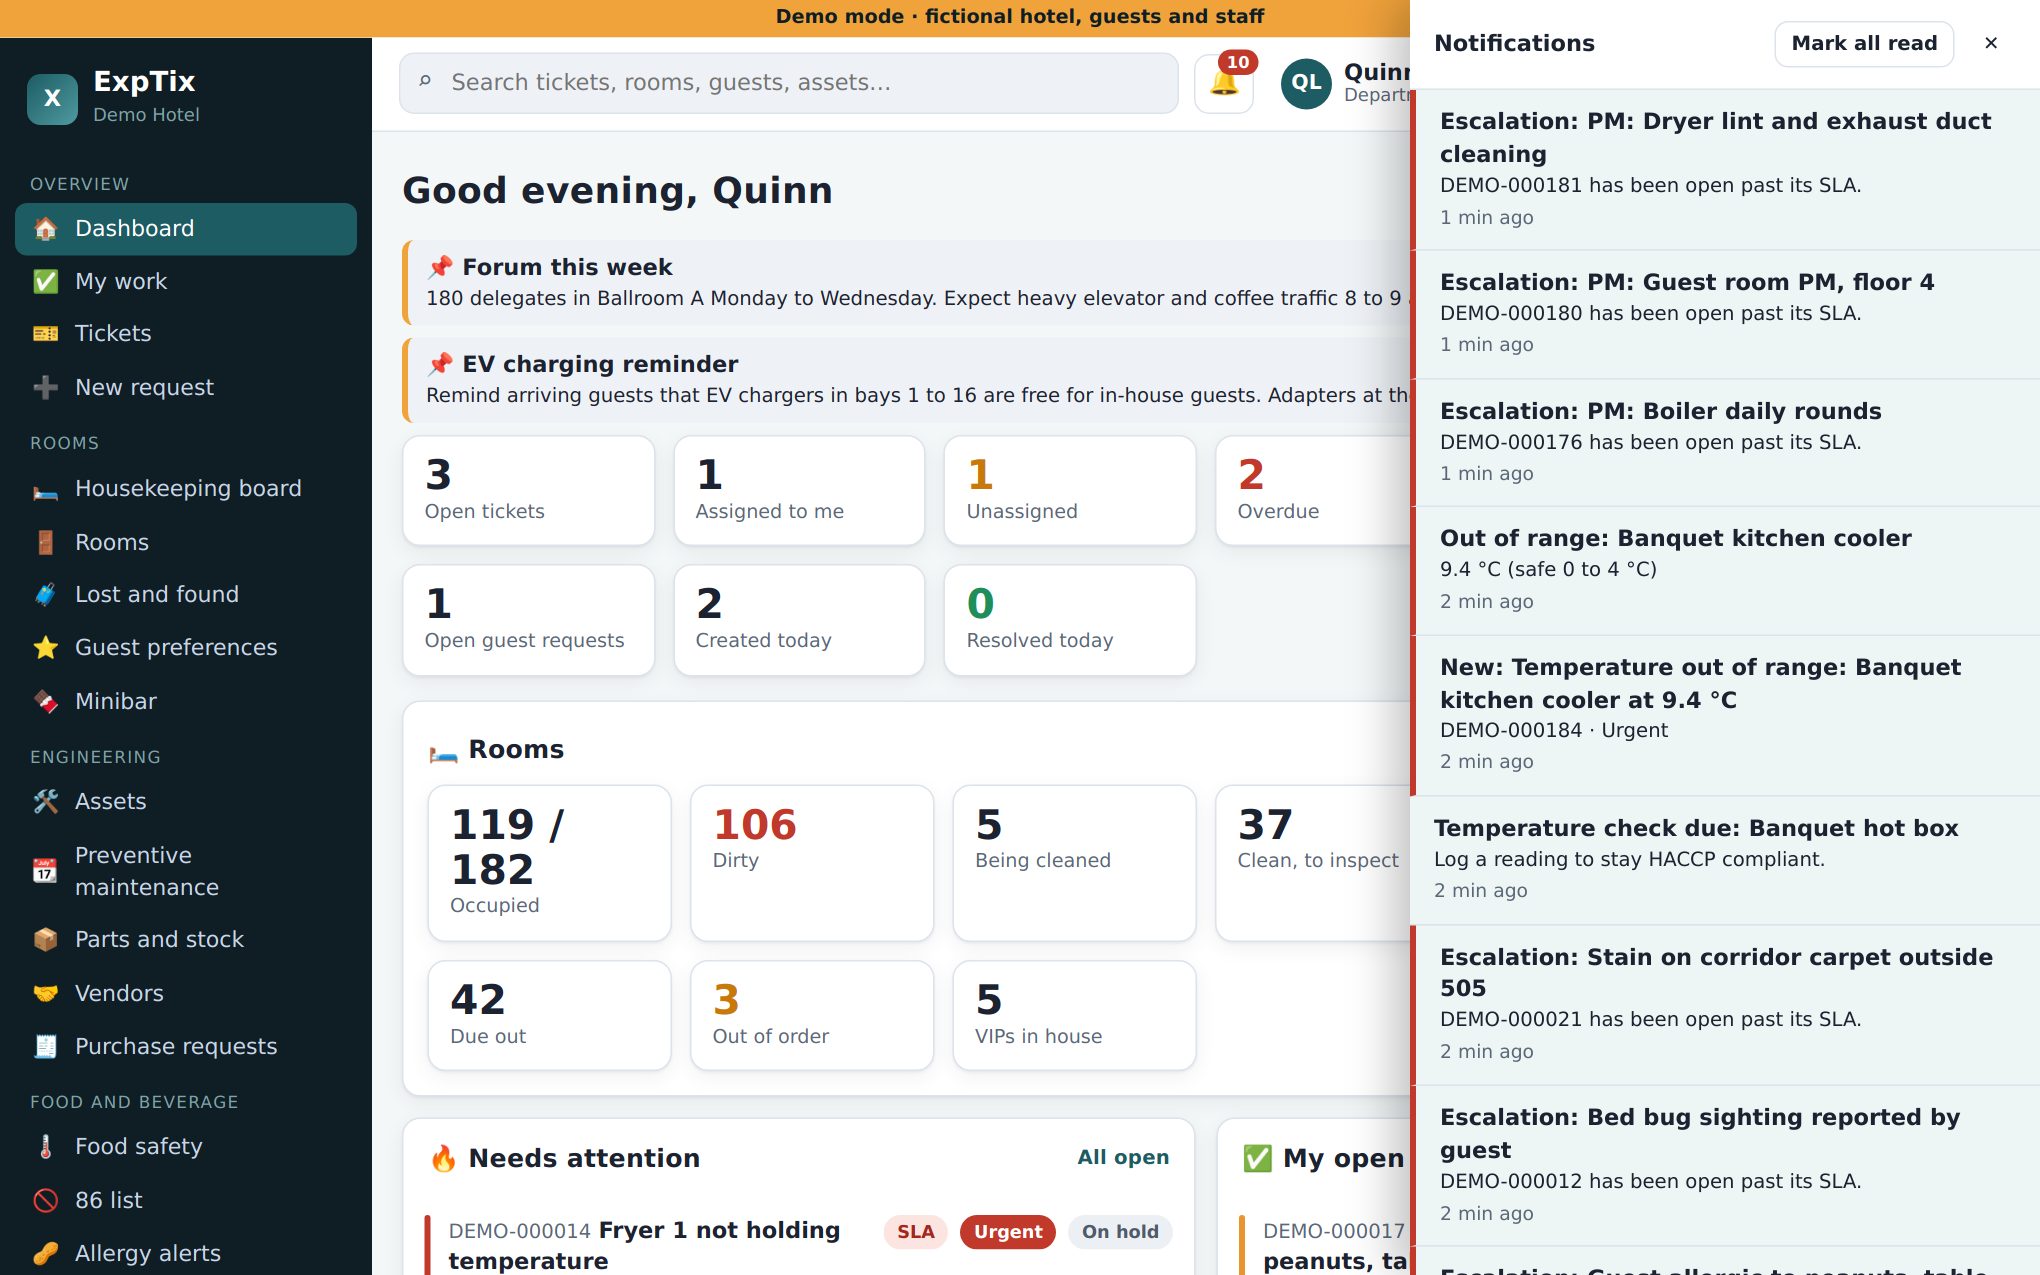 Demo mode · fictional hotel, guests and staff
X
ExpTix
Demo Hotel
OVERVIEW
Dashboard
My work
Tickets
New request
ROOMS
Housekeeping board
Rooms
Lost and found
Guest preferences
Minibar
ENGINEERING
Assets
Preventive
maintenance
Parts and stock
Vendors
Purchase requests
FOOD AND BEVERAGE
Food safety
86 list
Allergy alerts
Search tickets, rooms, guests, assets...
10
QL
Good evening, Quinn
Forum this week
180 delegates in Ballroom A Monday to Wednesday. Expect heavy elevator and coffee traffic 8 to 9
EV charging reminder
Remind arriving guests that EV chargers in bays 1 to 16 are free for in-house guests. Adapters at
3
Open tickets
1
Assigned to me
1
Unassigned
2
Overdue
1
Open guest requests
2
Created today
0
Resolved today
Rooms
119 /
182
Occupied
106
Dirty
5
Being cleaned
37
Clean, to inspect
42
Due out
3
Out of order
5
VIPs in house
Needs attention
All open
DEMO-000014 Fryer 1 not holding
temperature
SLA
Urgent
On hold
My open
DEMO-000017
peanuts,
Notifications
Mark all read
×
Escalation: PM: Dryer lint and exhaust duct
cleaning
DEMO-000181 has been open past its SLA.
1 min ago
Escalation: PM: Guest room PM, floor 4
DEMO-000180 has been open past its SLA.
1 min ago
Escalation: PM: Boiler daily rounds
DEMO-000176 has been open past its SLA.
1 min ago
Out of range: Banquet kitchen cooler
9.4 °C (safe 0 to 4 °C)
2 min ago
New: Temperature out of range: Banquet
kitchen cooler at 9.4 °C
DEMO-000184 · Urgent
2 min ago
Temperature check due: Banquet hot box
Log a reading to stay HACCP compliant.
2 min ago
Escalation: Stain on corridor carpet outside
505
DEMO-000021 has been open past its SLA.
2 min ago
Escalation: Bed bug sighting reported by
guest
DEMO-000012 has been open past its SLA.
2 min ago
Escalation: Guest allergic to peanuts, table